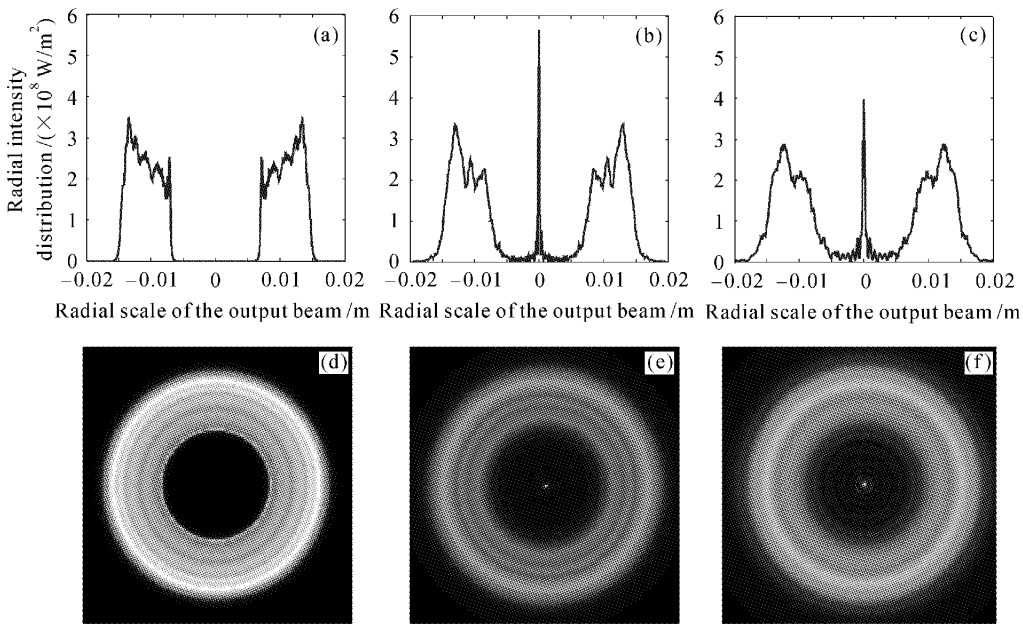 Radial intensity
distribution /(×10⁸ W/m²)
(a)
6
5
4
3
2
1
0
−0.02 −0.01 0 0.01 0.02
Radial scale of the output beam /m
(b)
6
5
4
3
2
1
0
−0.02 −0.01 0 0.01 0.02
Radial scale of the output beam /m
(c)
6
5
4
3
2
1
0
−0.02 −0.01 0 0.01 0.02
Radial scale of the output beam /m
(d)
(e)
(f)